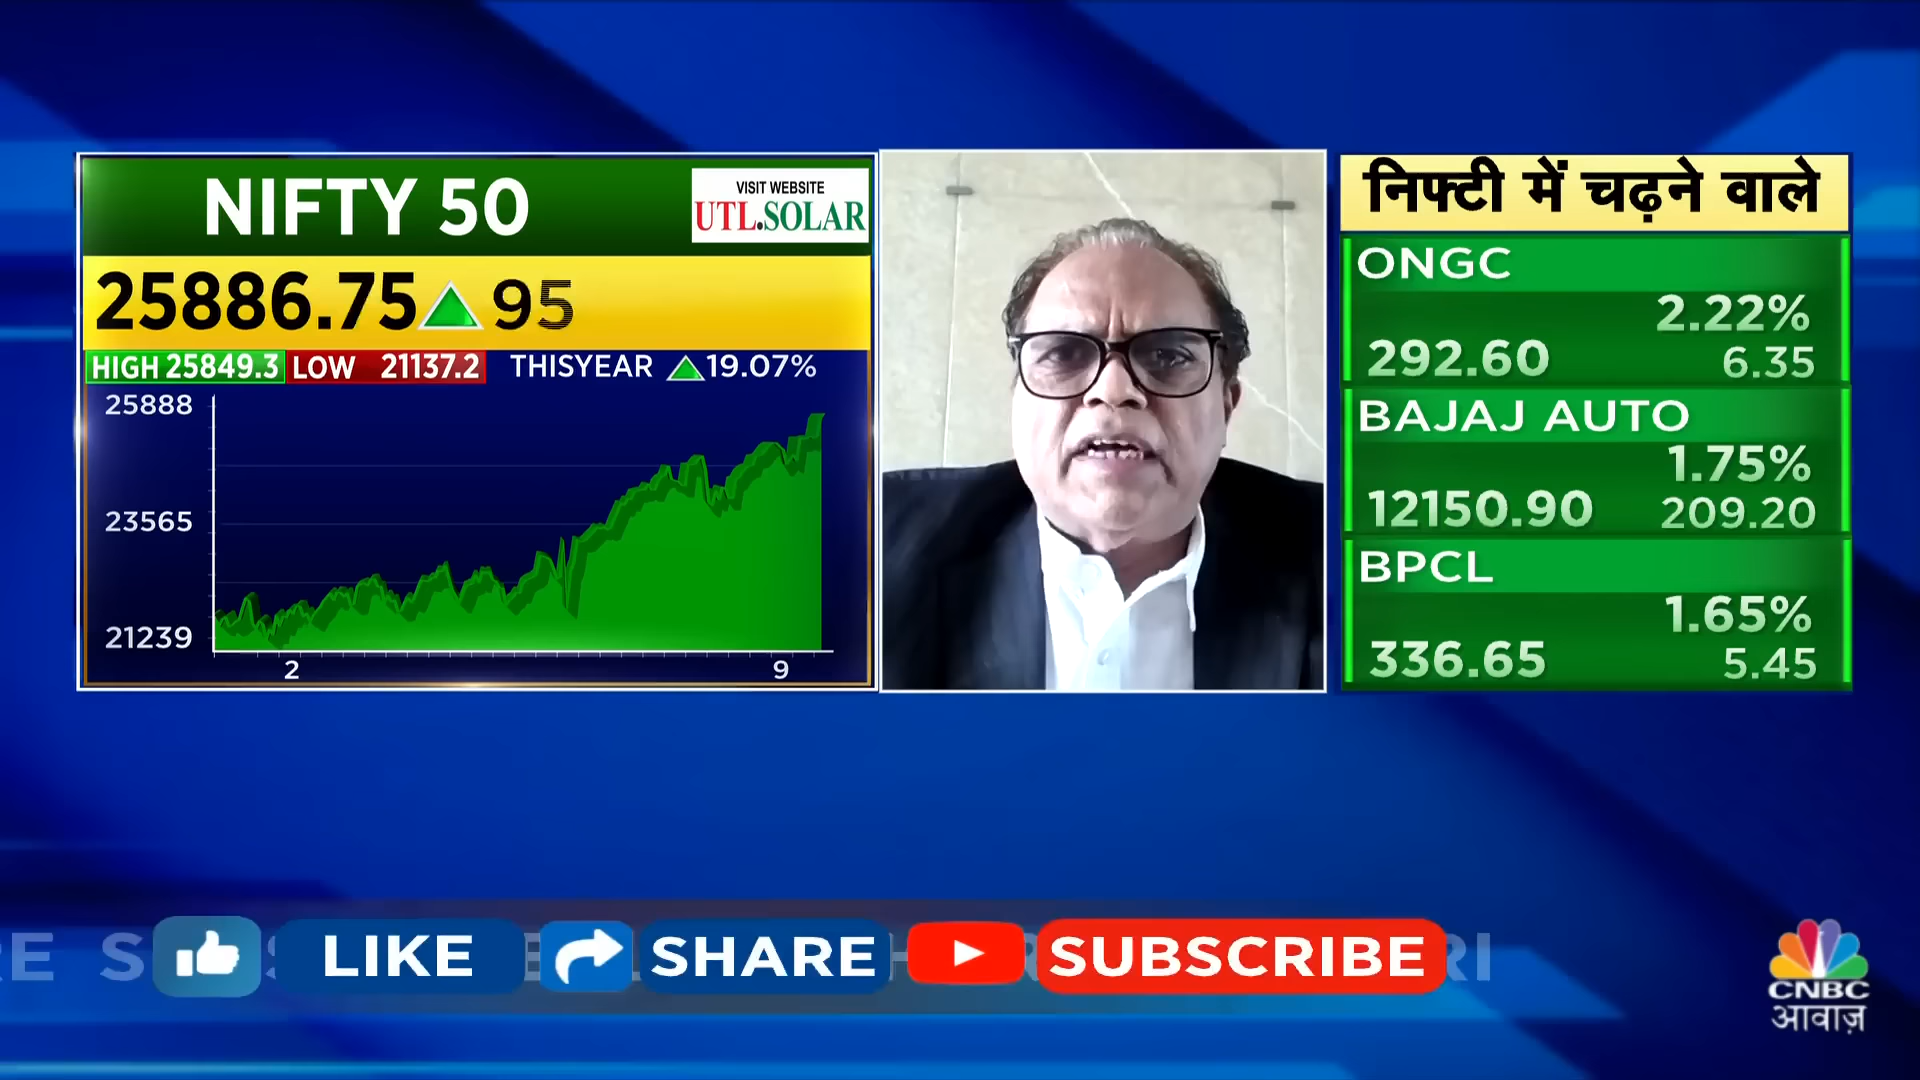 NIFTY 50
VISIT WEBSITE
UTL.SOLAR
25886.75 95
HIGH 25849.3 LOW 21137.2 THISYEAR 19.07%
25888
23565
21239
2 9
निफ्टी में चढ़ने वाले
ONGC
2.22%
292.60 6.35
BAJAJ AUTO
1.75%
12150.90 209.20
BPCL
1.65%
336.65 5.45
LIKE SHARE SUBSCRIBE
CNBC
आवाज़